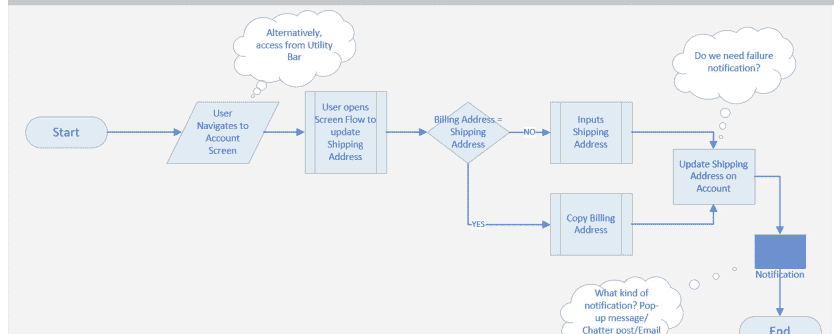 Alternatively,
access from Utility
Bar
Do we need failure
notification?
Start
User
Navigates to
Account
Screen
User opens
Screen Flow to
update
Shipping
Address
Billing Address =
Shipping
Address
NO
Inputs
Shipping
Address
Update Shipping
Address on
Account
YES
Copy Billing
Address
Notification
What kind of
notification? Pop-
up message/
Chatter post/Email
End